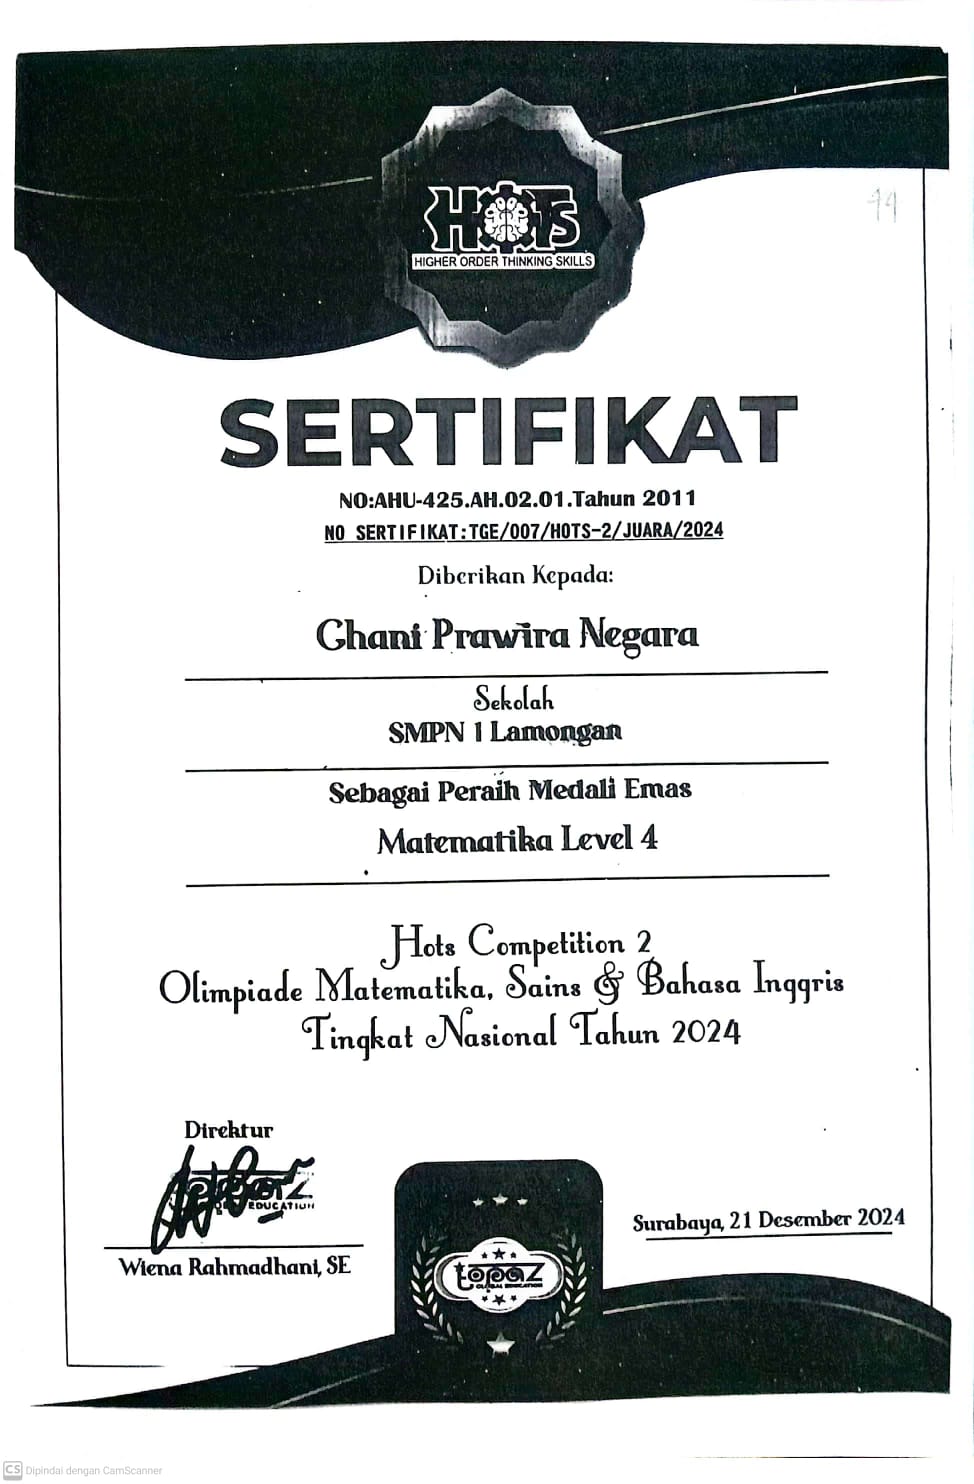 HOTS
HIGHER ORDER THINKING SKILLS
SERTIFIKAT
NO:AHU-425.AH.02.01.Tahun 2011
NO SERTIFIKAT:TGE/007/HOTS-2/JUARA/2024
Diberikan Kepada:
Ghani Prawira Negara
Sekolah
SMPN 1 Lamongan
Sebagai Peraih Medali Emas
Matematika Level 4
Hots Competition 2
Olimpiade Matematika, Sains & Bahasa Inggris
Tingkat Nasional Tahun 2024
Direktur
EDUCATION
Wiena Rahmadhani, SE
Surabaya, 21 Desember 2024
topaz
GLOBAL EDUCATION
CS Dipindai dengan CamScanner